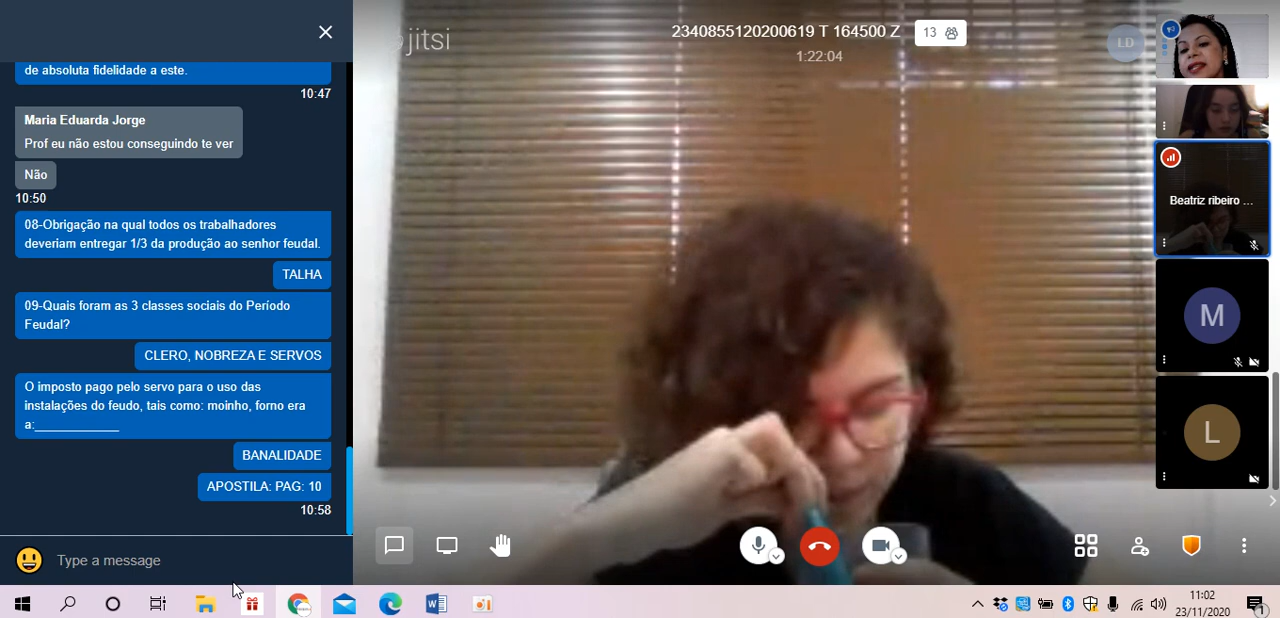 de absoluta fidelidade a este.
10:47
Maria Eduarda Jorge
Prof eu não estou conseguindo te ver
Não
10:50
08-Obrigação na qual todos os trabalhadores
deveriam entregar 1/3 da produção ao senhor feudal.
TALHA
09-Quais foram as 3 classes sociais do Período
Feudal?
CLERO, NOBREZA E SERVOS
O imposto pago pelo servo para o uso das
instalações do feudo, tais como: moinho, forno era
a:_____________
BANALIDADE
APOSTILA: PAG: 10
10:58
Type a message
jitsi
2340855120200619 T 164500 Z
13
1:22:04
LD
Beatriz ribeiro ...
M
L
11:02
23/11/2020
1